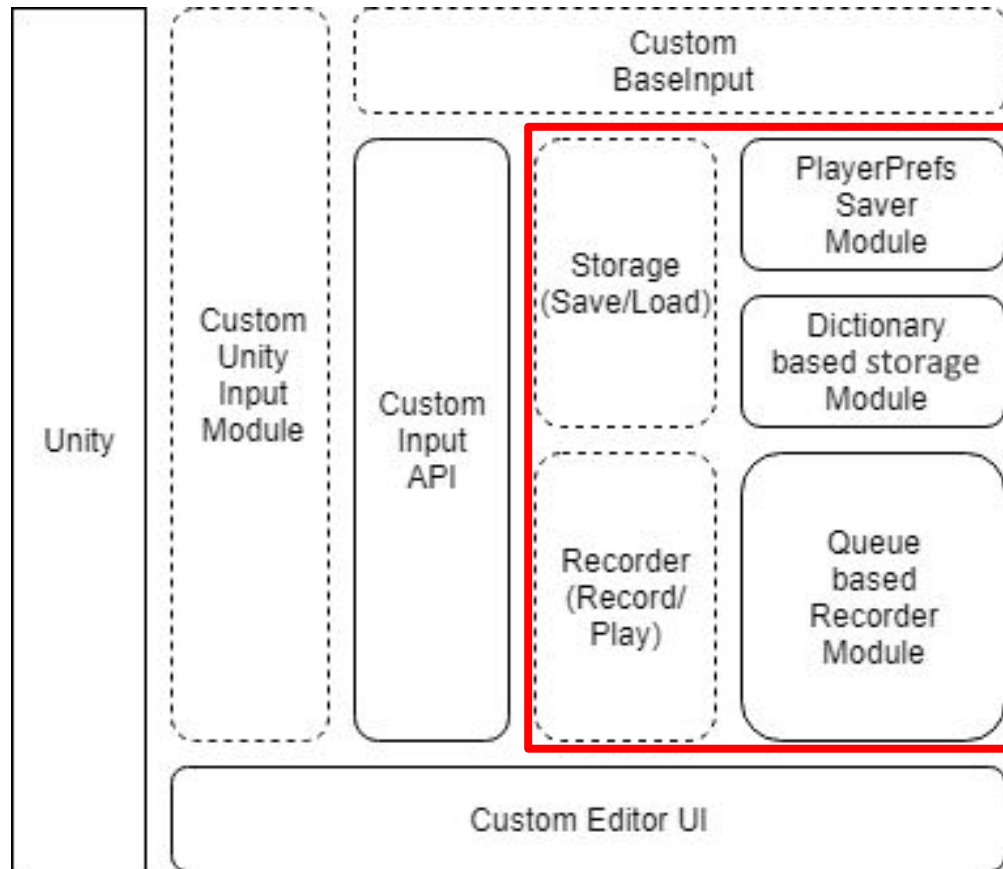 Custom
BaseInput
PlayerPrefs
Saver
Module
Storage
(Save/Load)
Dictionary
based storage
Module
Custom
Unity
Input
Module
Custom
Input
API
Unity
Recorder
(Record/
Play)
Queue
based
Recorder
Module
Custom Editor UI